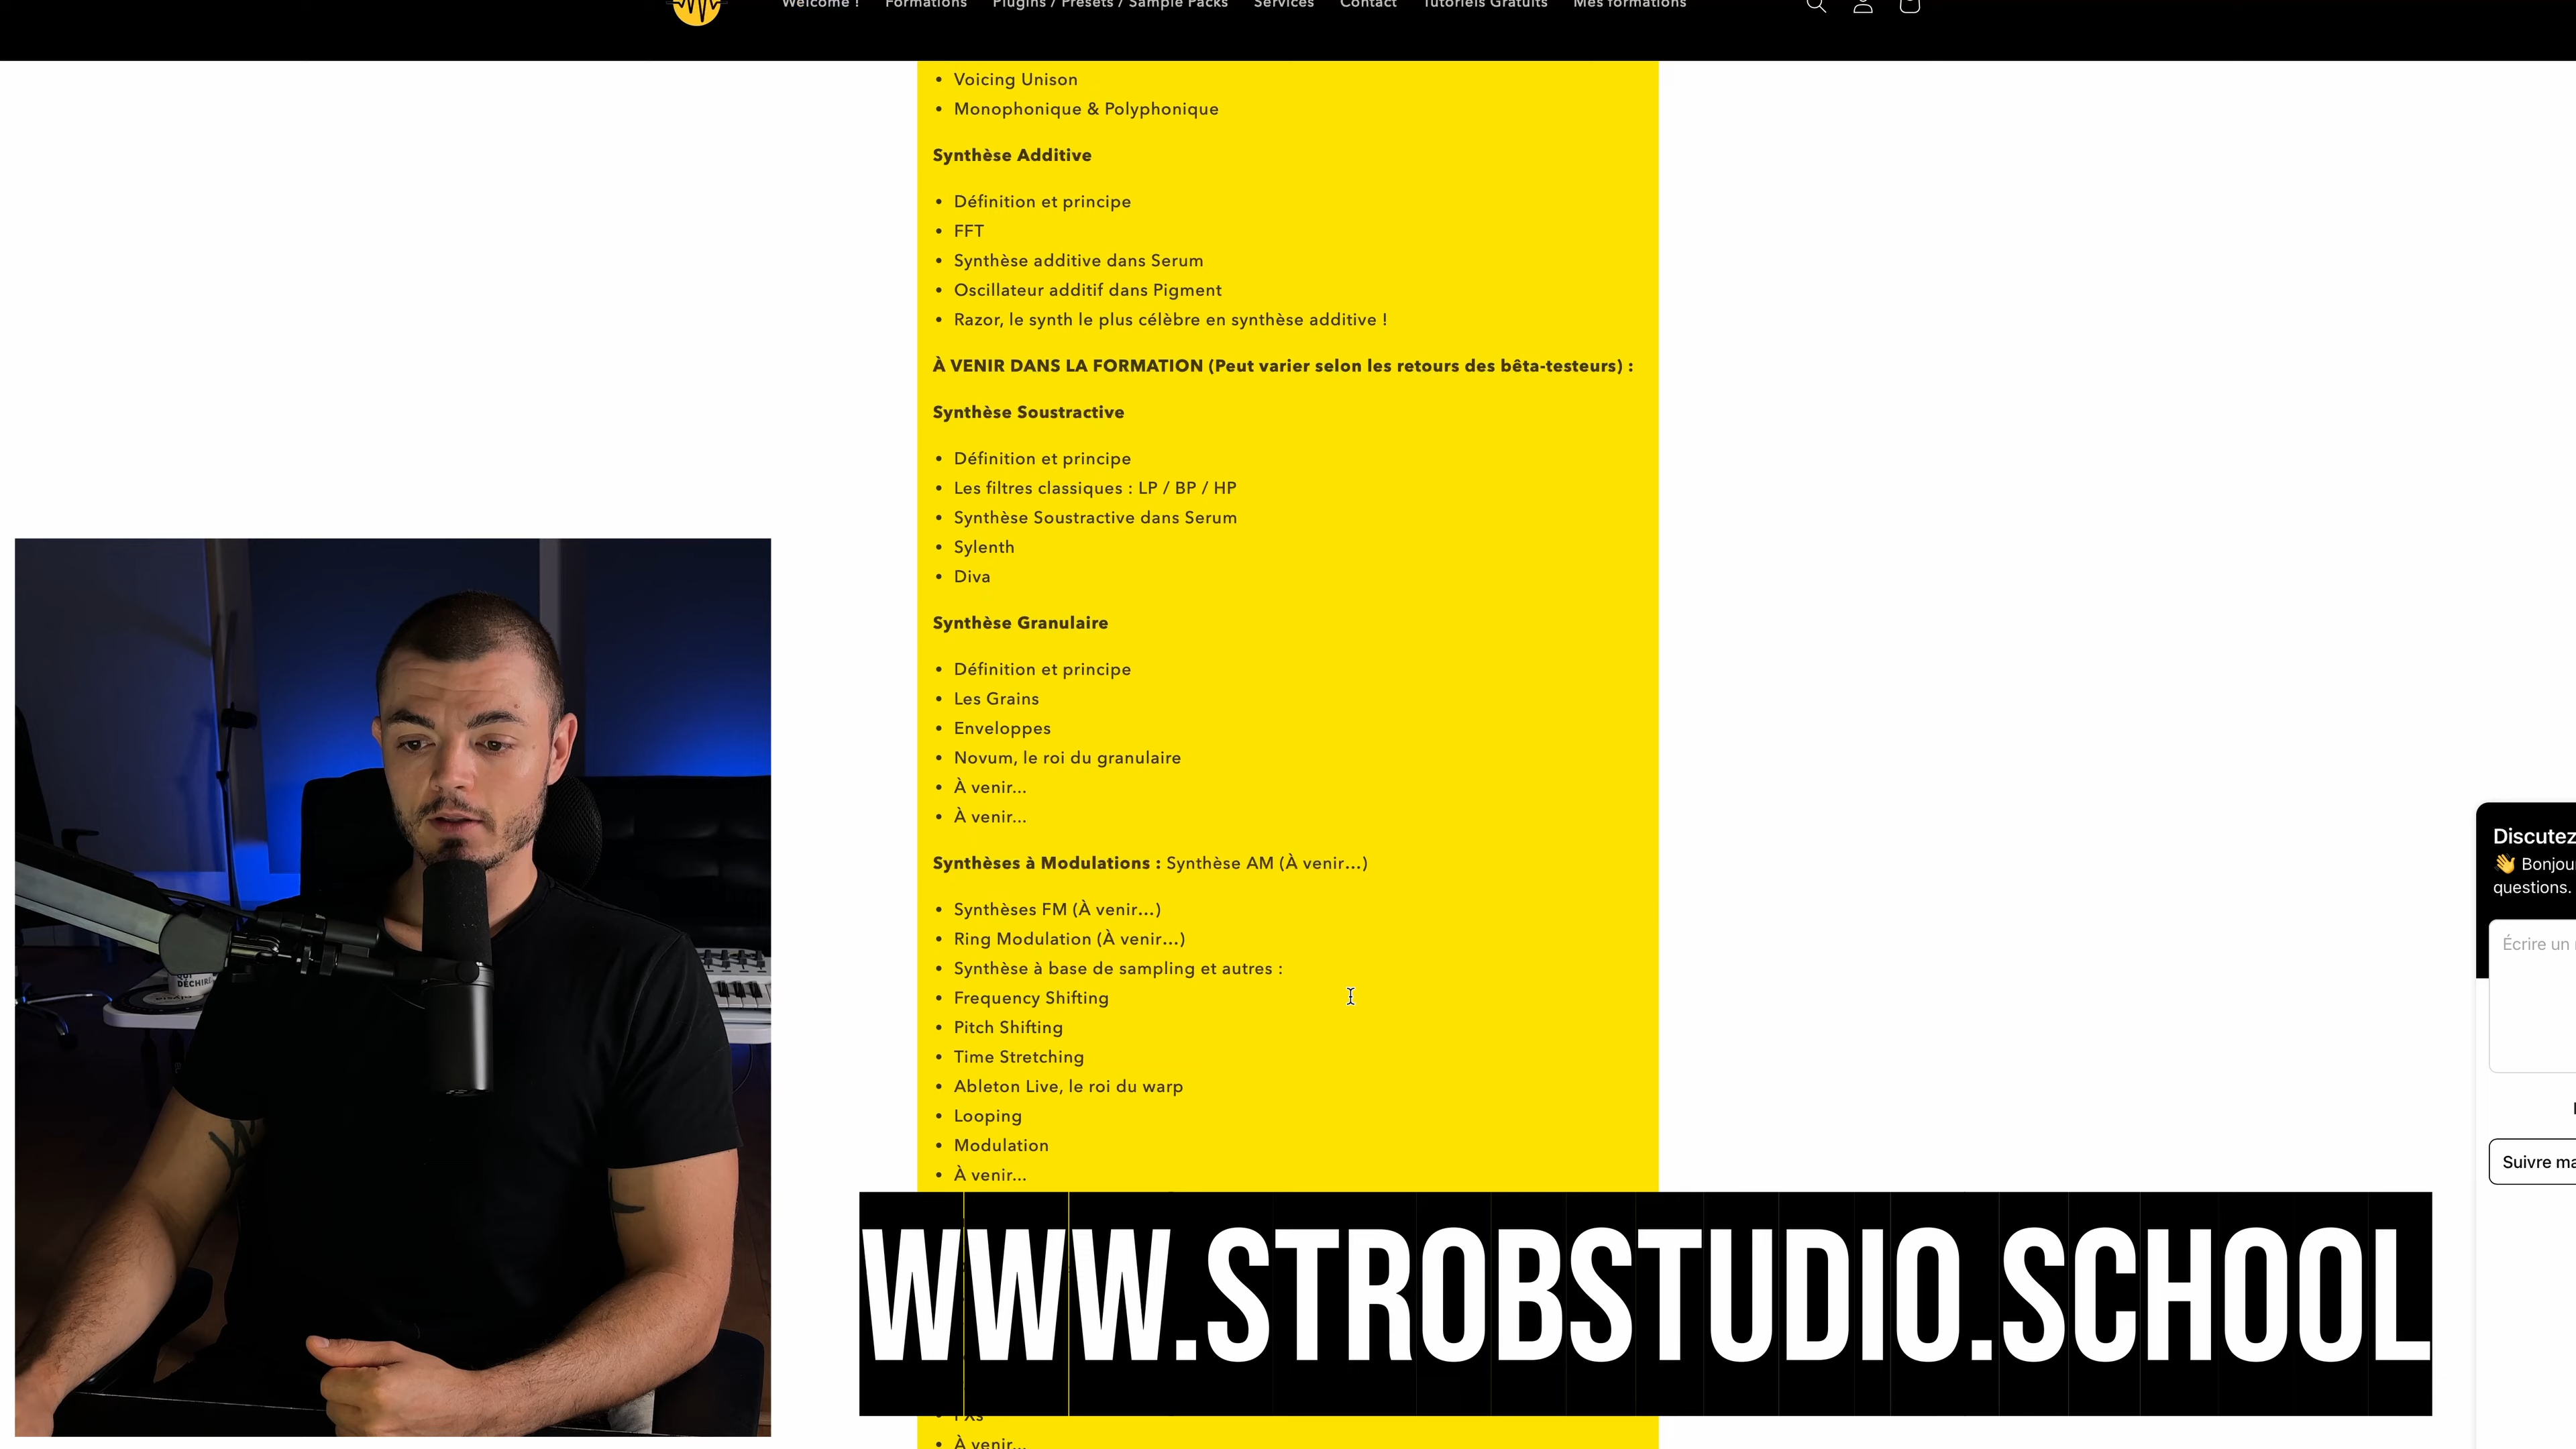 Welcome ! Formations Plugins / Presets / Sample Packs Services Contact Tutoriels Gratuits Mes formations
Voicing Unison
Monophonique & Polyphonique
Synthèse Additive
Définition et principe
FFT
Synthèse additive dans Serum
Oscillateur additif dans Pigment
Razor, le synth le plus célèbre en synthèse additive !
À VENIR DANS LA FORMATION (Peut varier selon les retours des bêta-testeurs) :
Synthèse Soustractive
Définition et principe
Les filtres classiques : LP / BP / HP
Synthèse Soustractive dans Serum
Sylenth
Diva
Synthèse Granulaire
Définition et principe
Les Grains
Enveloppes
Novum, le roi du granulaire
À venir...
À venir...
Synthèses à Modulations : Synthèse AM (À venir...)
Synthèses FM (À venir...)
Ring Modulation (À venir...)
Synthèse à base de sampling et autres :
Frequency Shifting
Pitch Shifting
Time Stretching
Ableton Live, le roi du warp
Looping
Modulation
À venir...
WWW.STROBSTUDIO.SCHOOL
FXs
À venir...
Discutez
👋 Bonjou
questions.
Écrire un
Suivre ma
DÉCHIRE